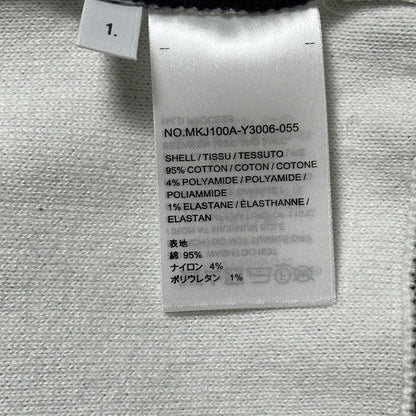 1.
NO.MKJ100A-Y3006-055
SHELL / TISSU / TESSUTO
95% COTTON / COTON / COTONE
4% POLYAMIDE / POLYAMIDE /
POLIAMMIDE
1% ELASTANE / ÉLASTHANNE /
ELASTAN
表地
綿 95%
ナイロン 4%
ポリウレタン 1%